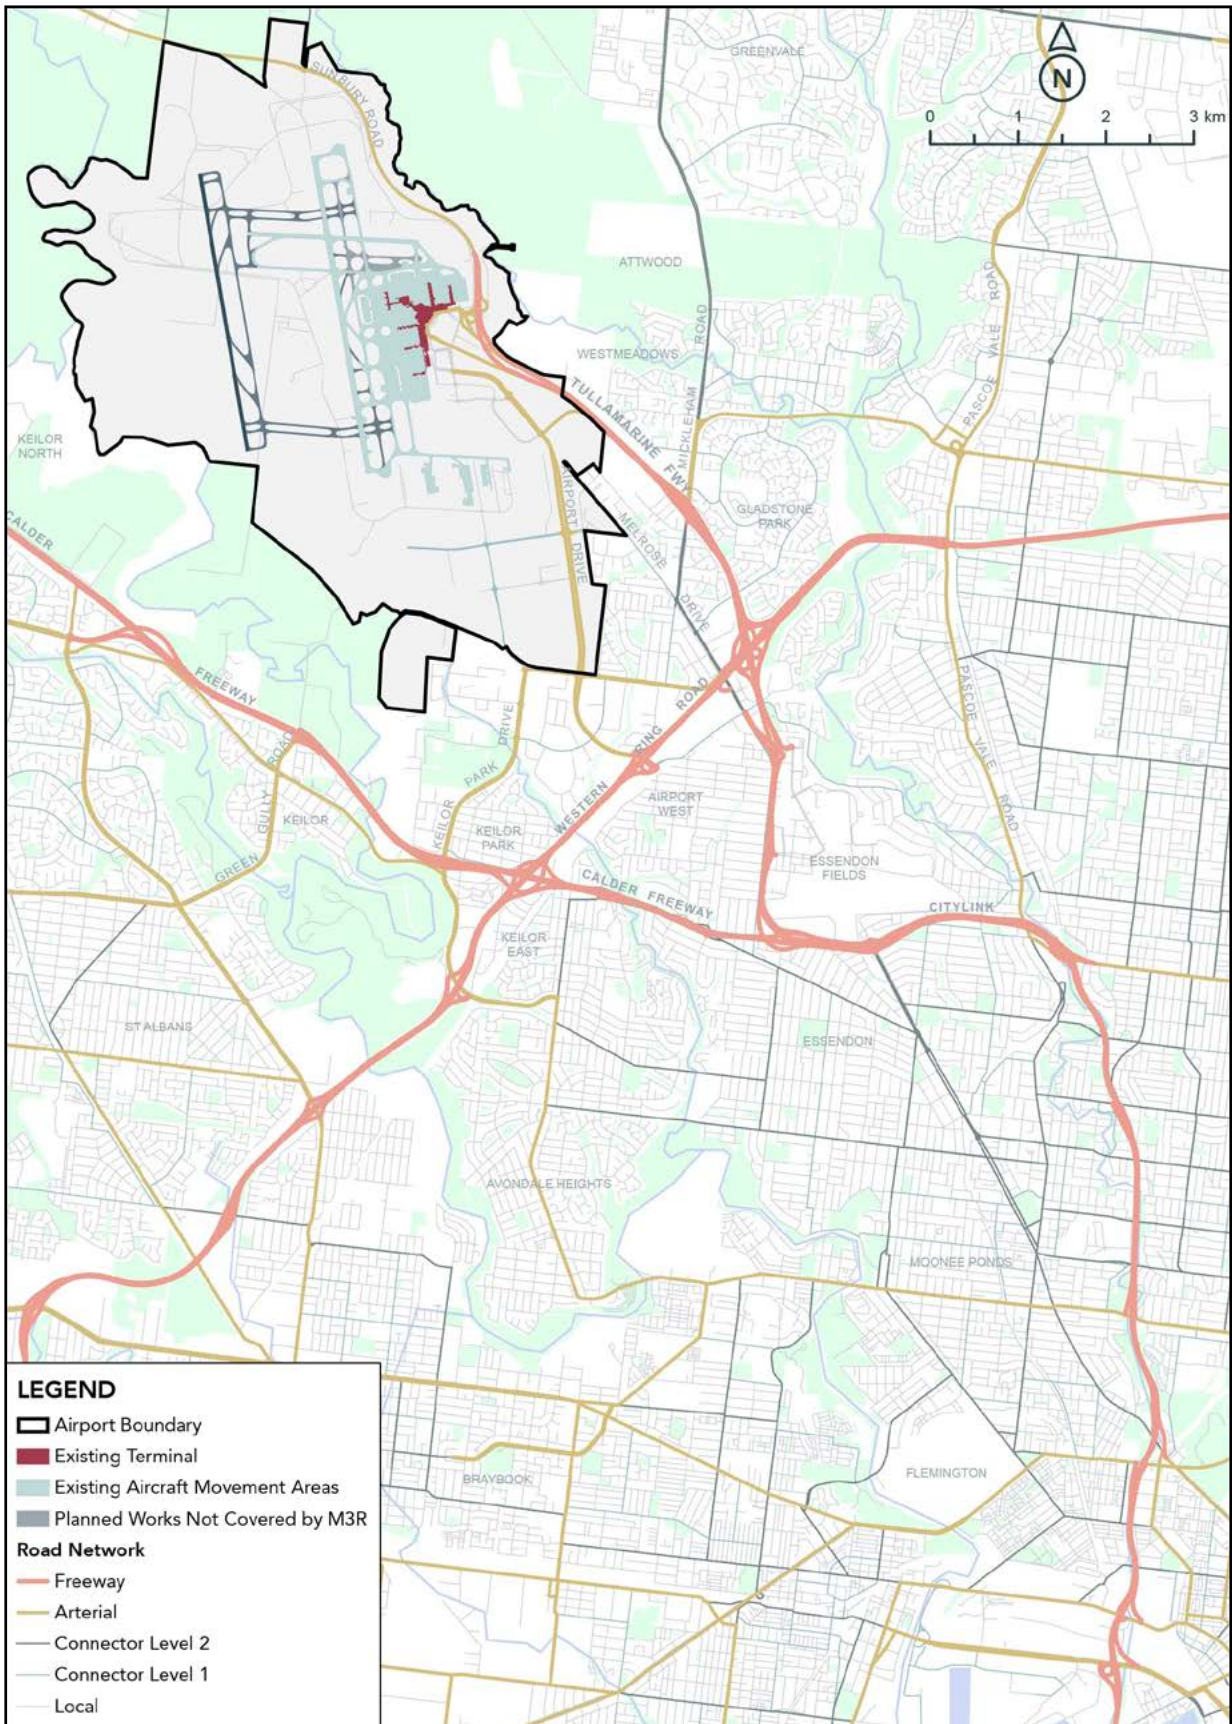 GREENVALE
N
0 1 2 3 km
SUNBURY ROAD
ATTWOOD
WESTMEADOWS
MICKLEHAM ROAD
PASCOE VALE ROAD
TULLAMARINE FWY
KEILOR
NORTH
GLADSTONE
PARK
AIRPORT DRIVE
MELROSE DRIVE
CALDER FREEWAY
WESTERN RING ROAD
PASCOE VALE ROAD
KEILOR PARK DRIVE
GREEN GULLY ROAD
KEILOR
KEILOR
PARK
AIRPORT
WEST
ESSENDON
FIELDS
CALDER FREEWAY
CITYLINK
KEILOR
EAST
ST ALBANS
ESSENDON
AVONDALE HEIGHTS
MOONEE PONDS
BRAYBOOK
FLEMINGTON
LEGEND
Airport Boundary
Existing Terminal
Existing Aircraft Movement Areas
Planned Works Not Covered by M3R
Road Network
Freeway
Arterial
Connector Level 2
Connector Level 1
Local